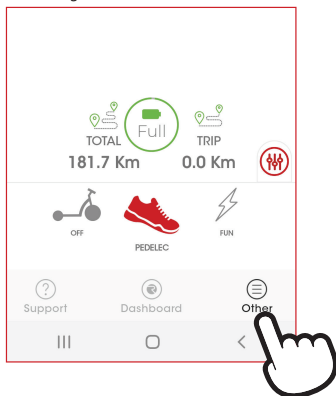 Full
TOTAL
TRIP
181.7 Km
0.0 Km
OFF
PEDELEC
FUN
Support
Dashboard
Other